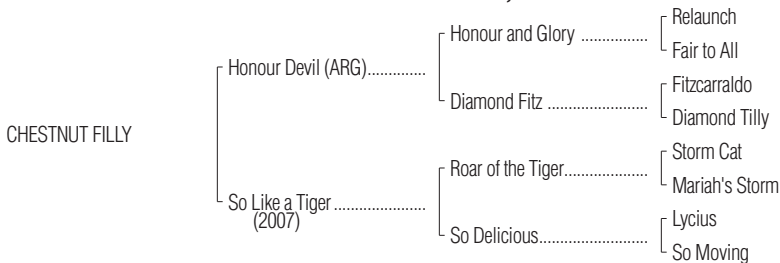 Relaunch
Honour and Glory ................
Fair to All
Honour Devil (ARG)..............
Fitzcarraldo
Diamond Fitz ........................
Diamond Tilly
CHESTNUT FILLY
Storm Cat
Roar of the Tiger....................
Mariah's Storm
So Like a Tiger ......................
(2007)
Lycius
So Delicious..........................
So Moving